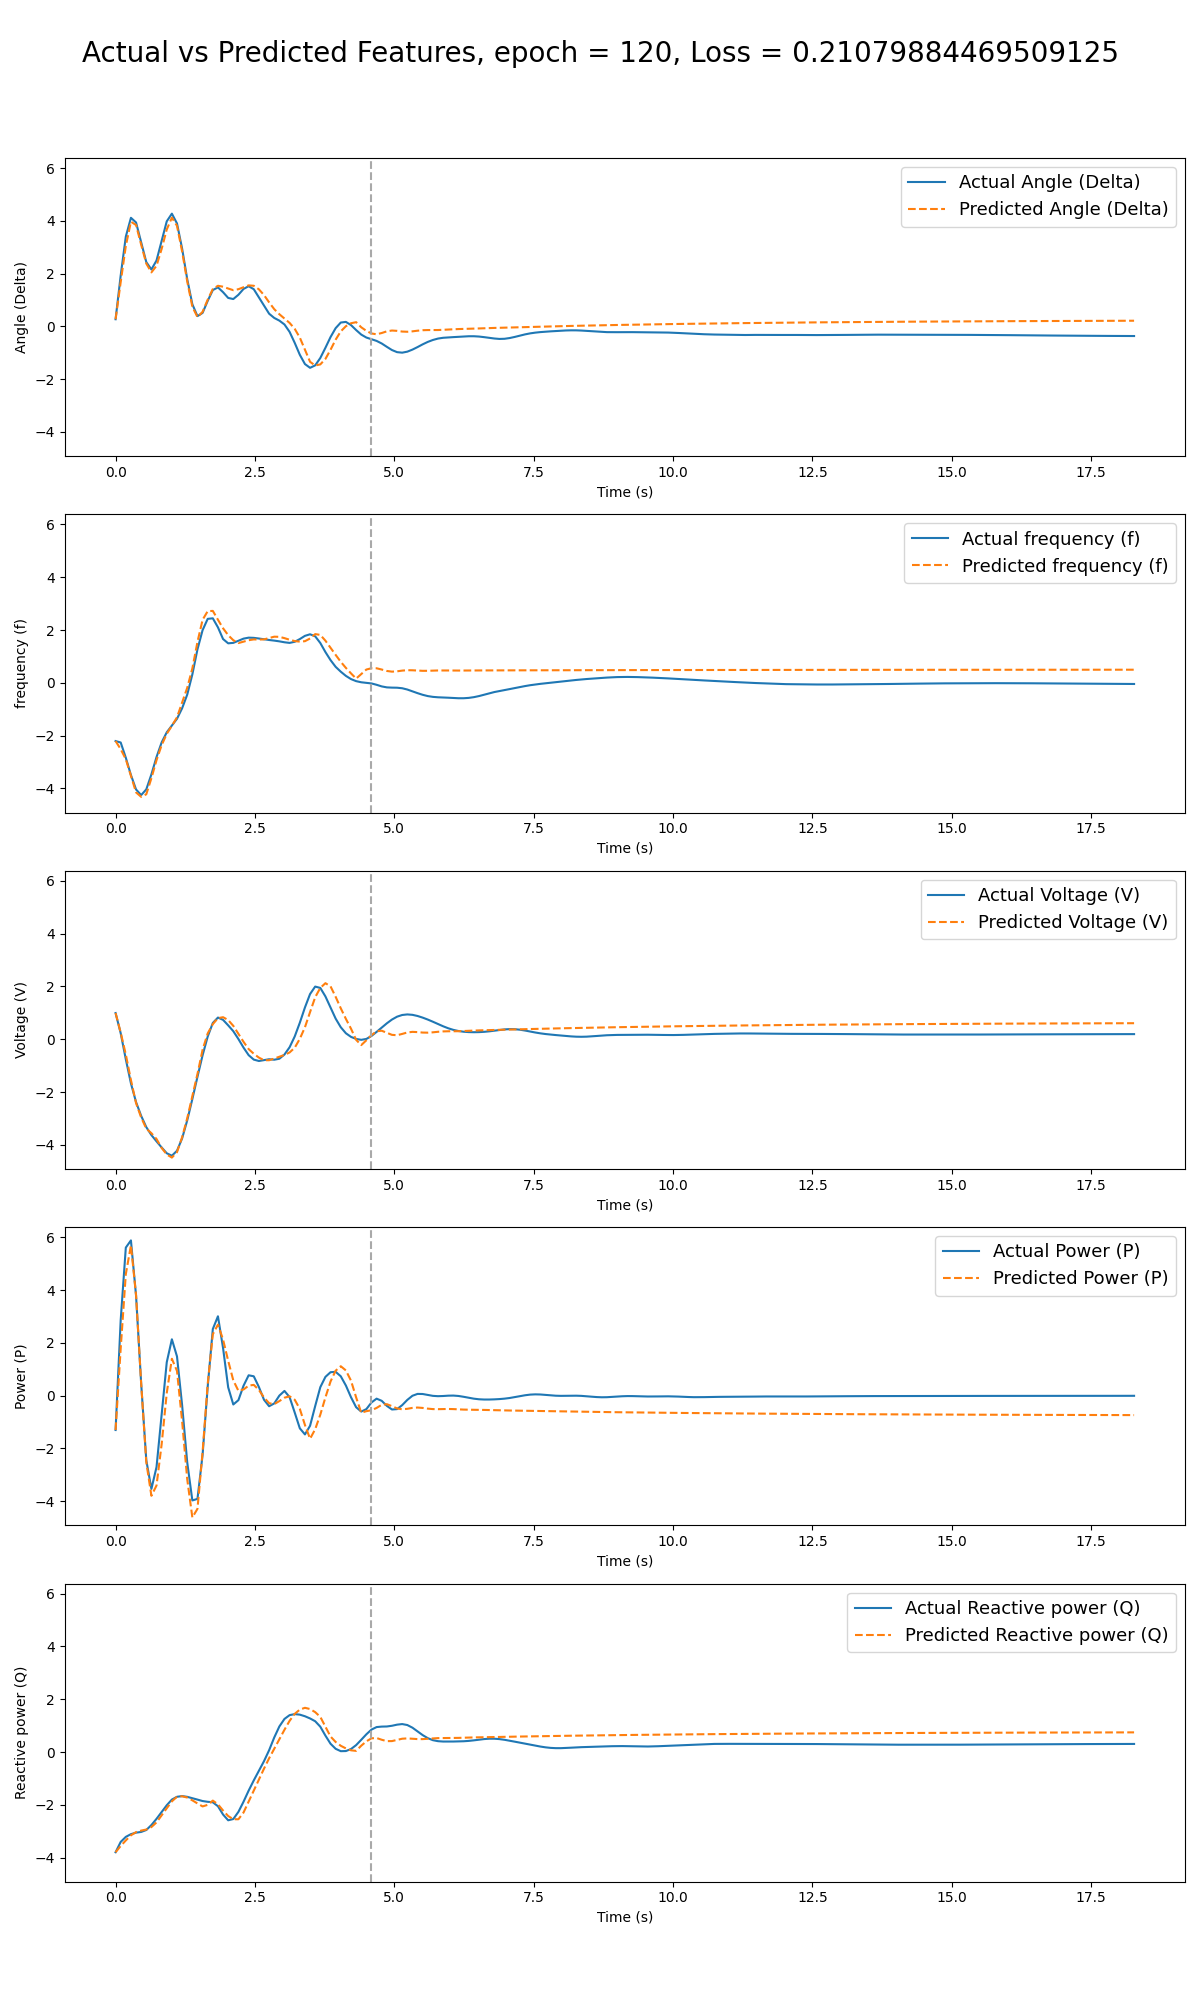 Actual vs Predicted Features, epoch = 120, Loss = 0.21079884469509125
Actual Angle (Delta)
Predicted Angle (Delta)
Angle (Delta)
6
4
2
0
−2
−4
0.0 2.5 5.0 7.5 10.0 12.5 15.0 17.5
Time (s)
Actual frequency (f)
Predicted frequency (f)
frequency (f)
6
4
2
0
−2
−4
0.0 2.5 5.0 7.5 10.0 12.5 15.0 17.5
Time (s)
Actual Voltage (V)
Predicted Voltage (V)
Voltage (V)
6
4
2
0
−2
−4
0.0 2.5 5.0 7.5 10.0 12.5 15.0 17.5
Time (s)
Actual Power (P)
Predicted Power (P)
Power (P)
6
4
2
0
−2
−4
0.0 2.5 5.0 7.5 10.0 12.5 15.0 17.5
Time (s)
Actual Reactive power (Q)
Predicted Reactive power (Q)
Reactive power (Q)
6
4
2
0
−2
−4
0.0 2.5 5.0 7.5 10.0 12.5 15.0 17.5
Time (s)